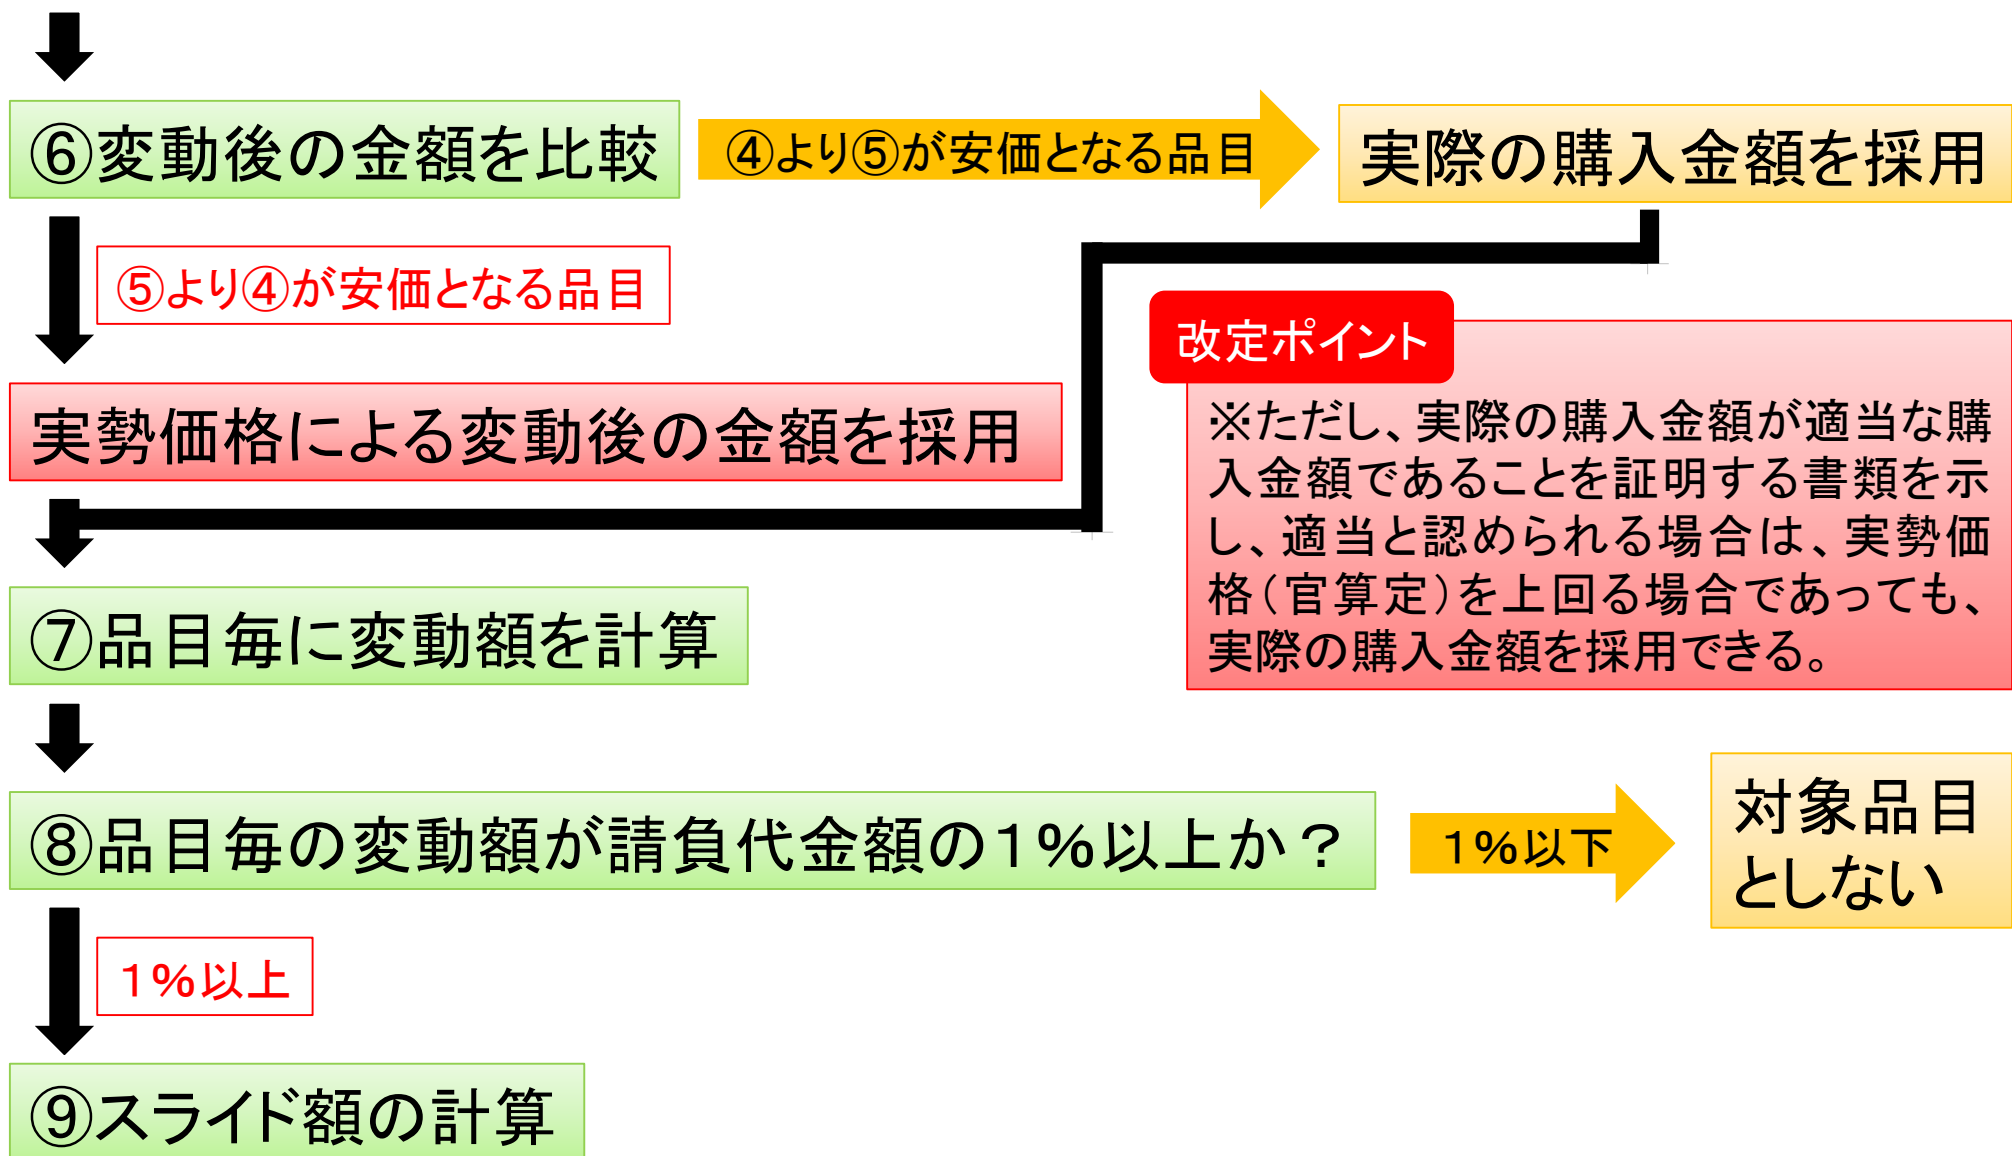 ⑥変動後の金額を比較
④より⑤が安価となる品目
実際の購入金額を採用
⑤より④が安価となる品目
改定ポイント
※ただし、実際の購入金額が適当な購
入金額であることを証明する書類を示
し、適当と認められる場合は、実勢価
格(官算定)を上回る場合であっても、
実際の購入金額を採用できる。
実勢価格による変動後の金額を採用
⑦品目毎に変動額を計算
⑧品目毎の変動額が請負代金額の1%以上か?
1%以下
対象品目
としない
1%以上
⑨スライド額の計算